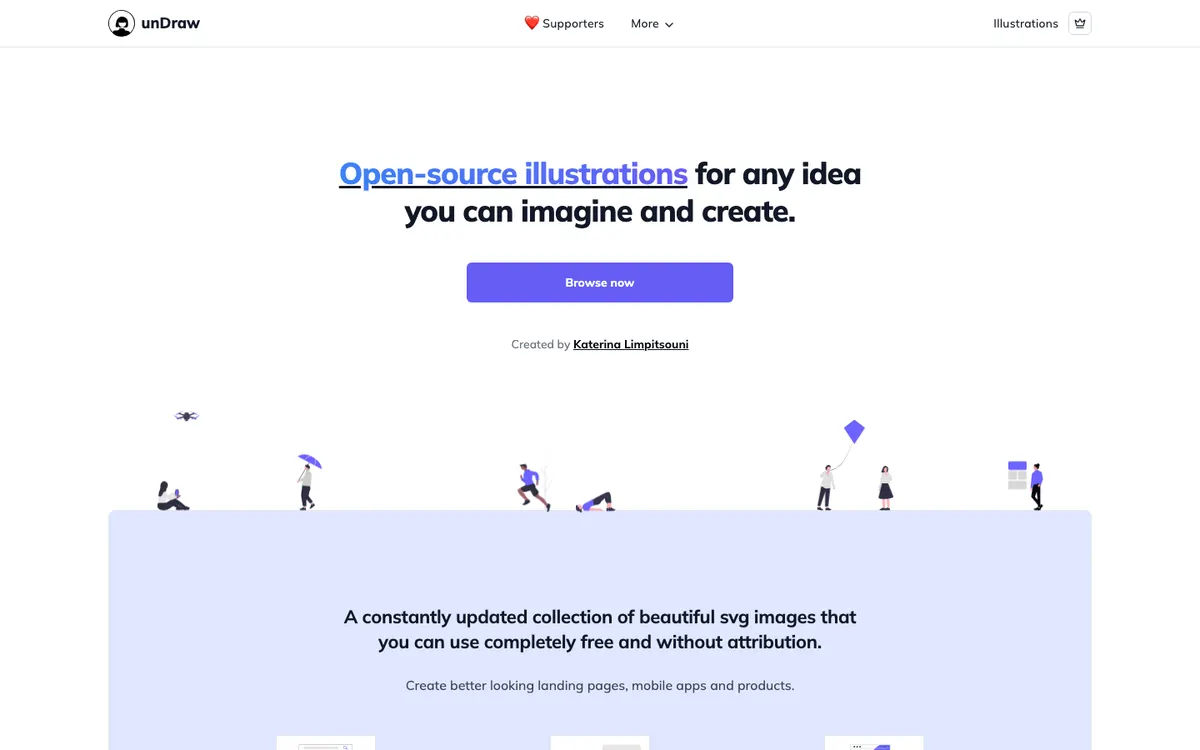 unDraw
❤️ Supporters
More
Illustrations
Open-source illustrations for any idea
you can imagine and create.
Browse now
Created by Katerina Limpitsouni
A constantly updated collection of beautiful svg images that
you can use completely free and without attribution.
Create better looking landing pages, mobile apps and products.